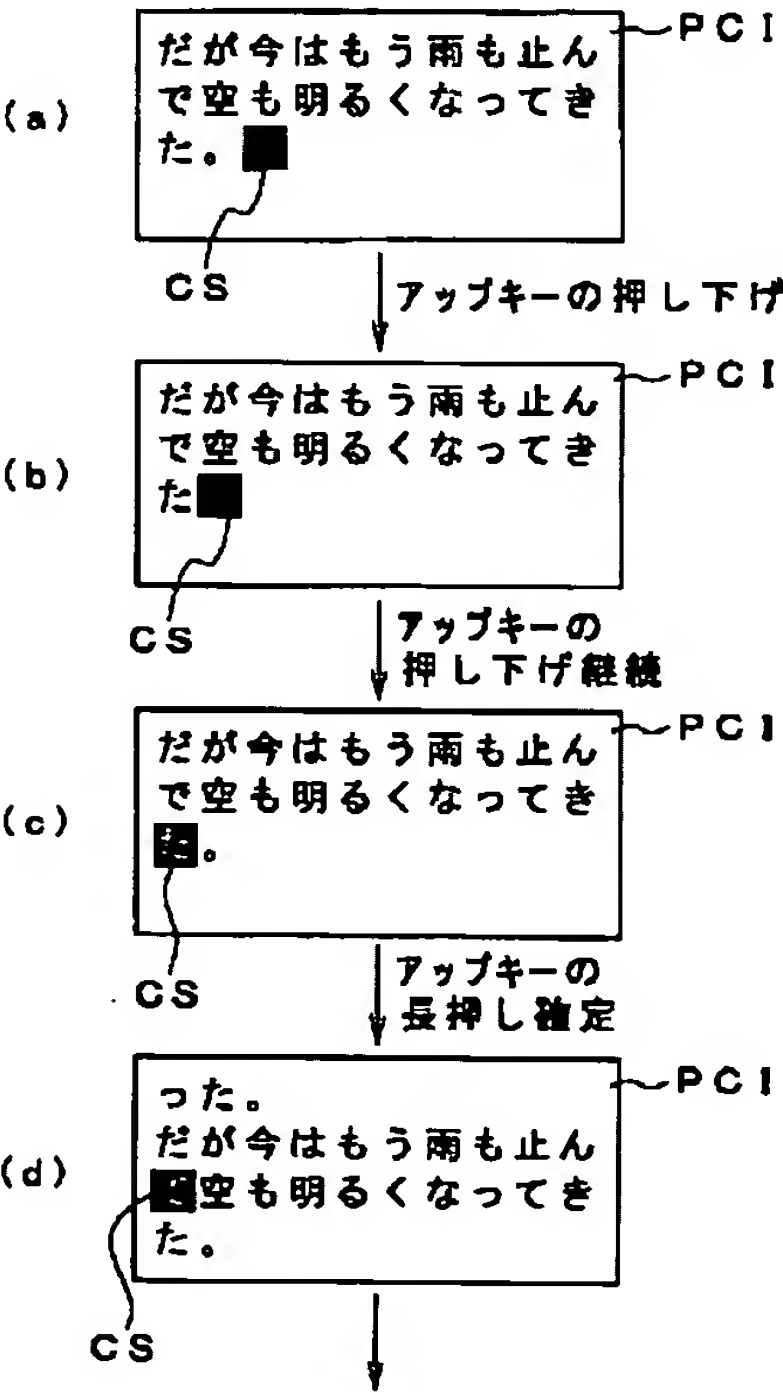 (a)
だが今はもう雨も止ん
で空も明るくなってき
た。
PCI
CS
アップキーの押し下げ
(b)
だが今はもう雨も止ん
で空も明るくなってき
た
PCI
CS
アップキーの
押し下げ継続
(c)
だが今はもう雨も止ん
で空も明るくなってき
た。
PCI
CS
アップキーの
長押し確定
(d)
った。
だが今はもう雨も止ん
で空も明るくなってき
た。
PCI
CS